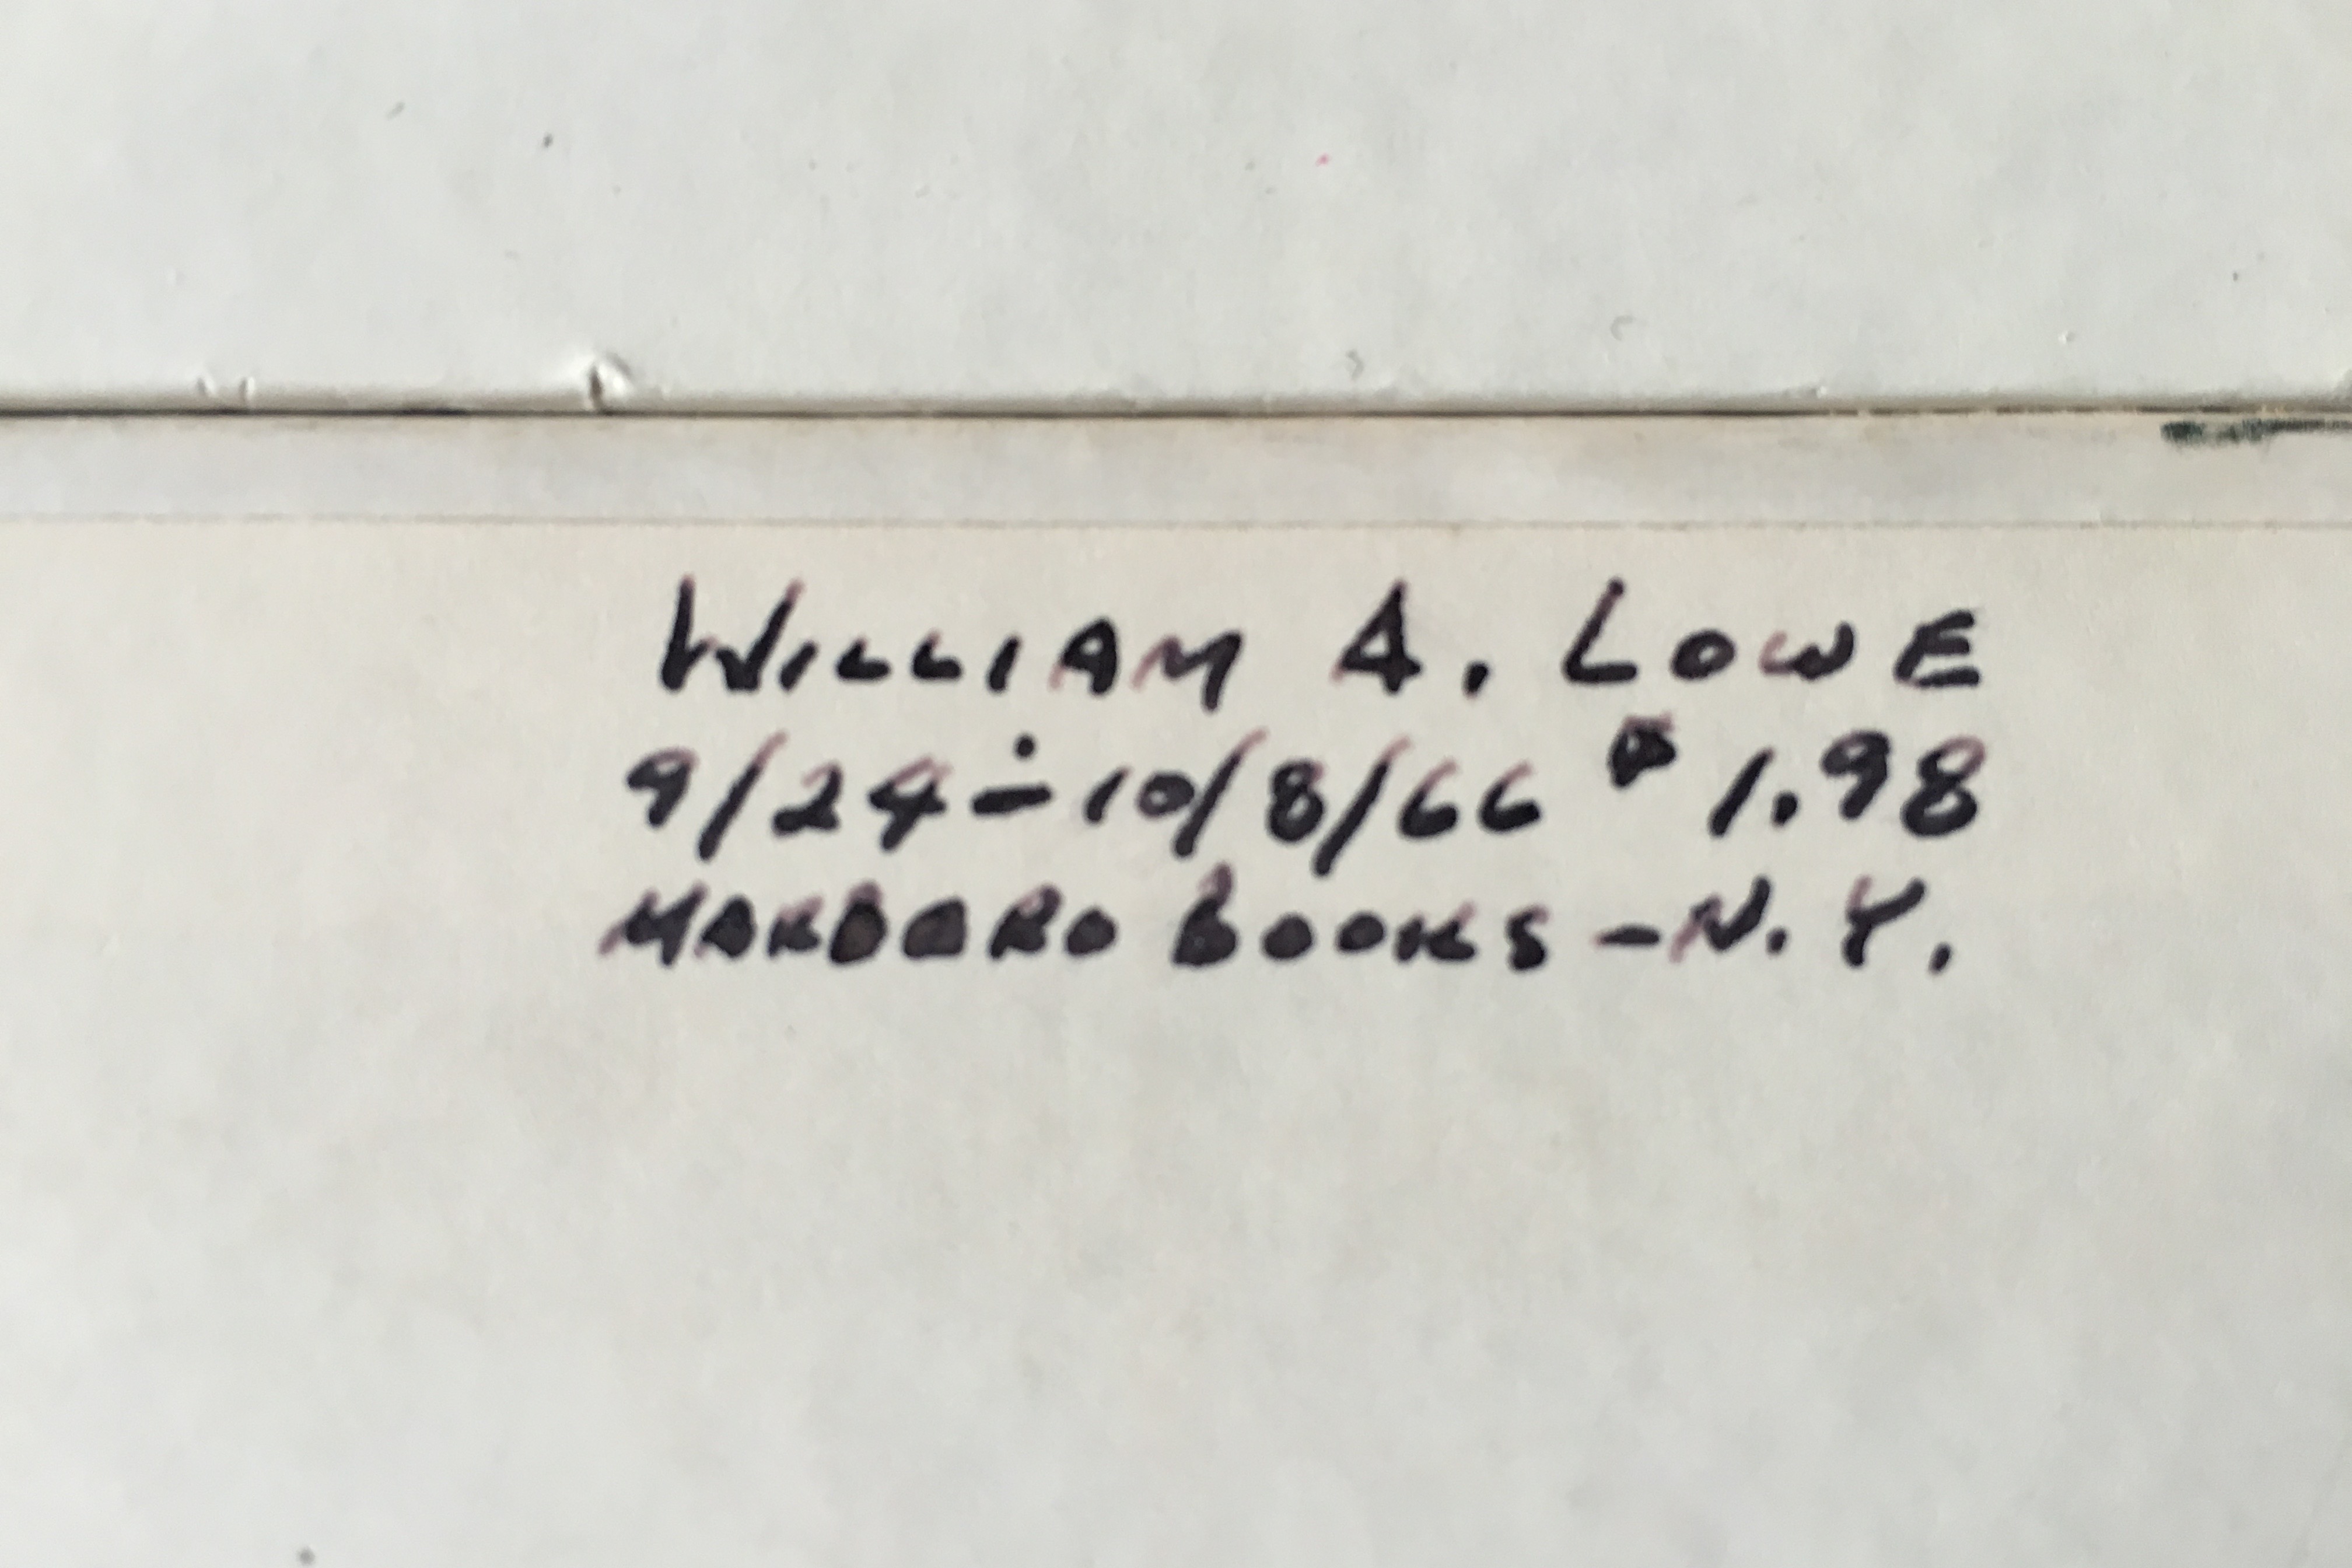 WILLIAM A. LOWE
9/24÷10/8/66 $1.98
MARBORO BOOKS - N.Y.